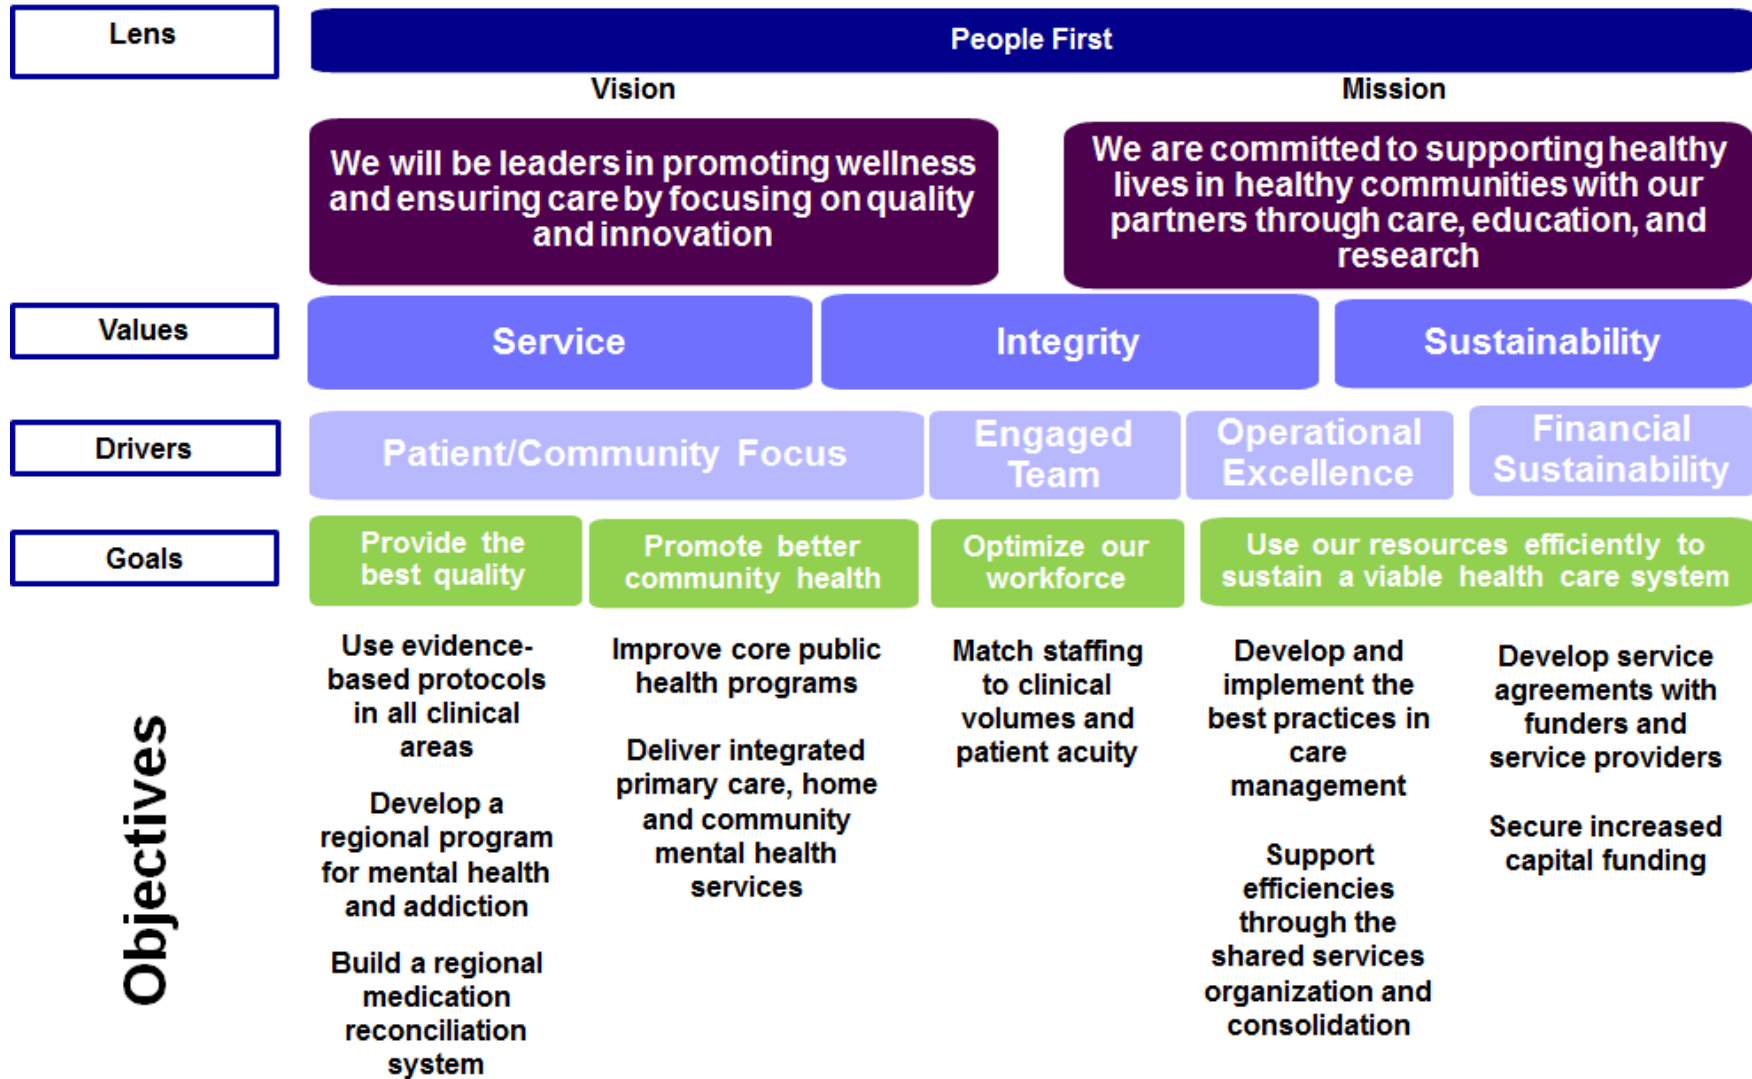 Lens
People First
Vision
Mission
We will be leaders in promoting wellness
and ensuring care by focusing on quality
and innovation
We are committed to supporting healthy
lives in healthy communities with our
partners through care, education, and
research
Values
Service
Integrity
Sustainability
Drivers
Patient/Community Focus
Engaged
Team
Operational
Excellence
Financial
Sustainability
Goals
Provide the
best quality
Promote better
community health
Optimize our
workforce
Use our resources efficiently to
sustain a viable health care system
Objectives
Use evidence-
based protocols
in all clinical
areas
Develop a
regional program
for mental health
and addiction
Build a regional
medication
reconciliation
system
Improve core public
health programs
Deliver integrated
primary care, home
and community
mental health
services
Match staffing
to clinical
volumes and
patient acuity
Develop and
implement the
best practices in
care
management
Support
efficiencies
through the
shared services
organization and
consolidation
Develop service
agreements with
funders and
service providers
Secure increased
capital funding